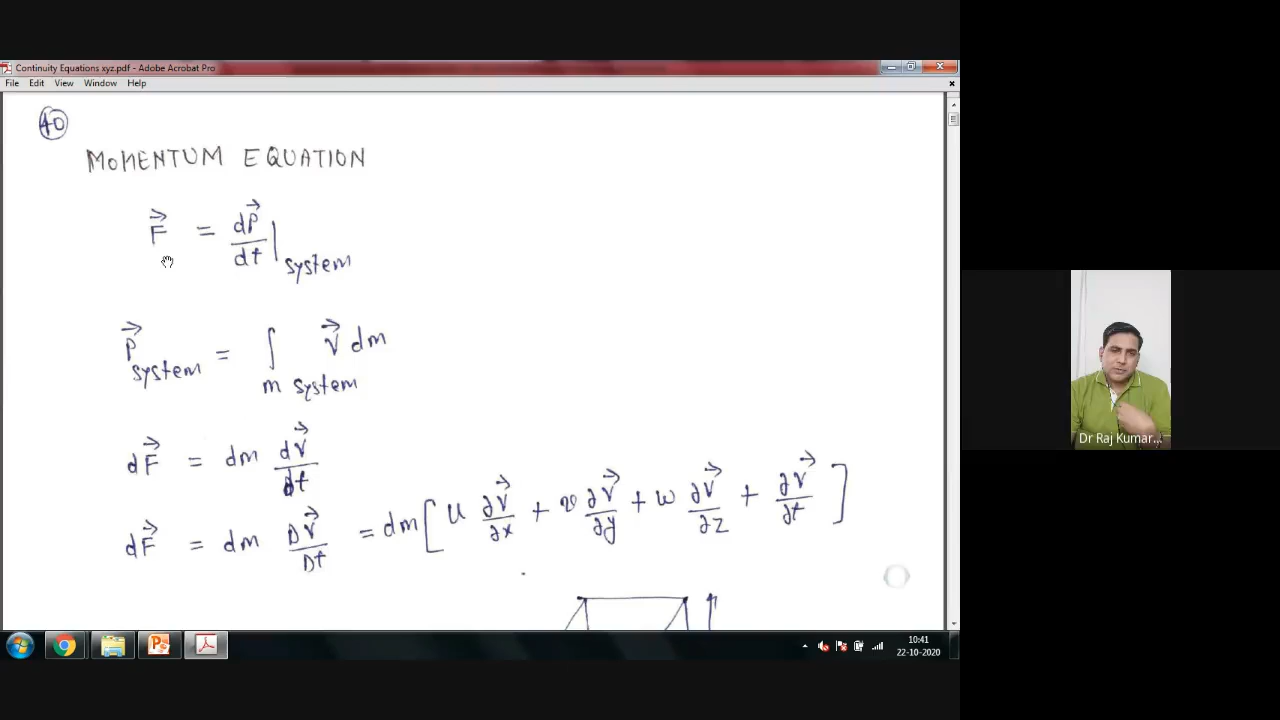 Continuity Equations xyz.pdf - Adobe Acrobat Pro
File Edit View Window Help
40
MOMENTUM EQUATION
F⃗ = dP⃗/dt |system
P⃗system = ∫m system V⃗ dm
dF⃗ = dm dV⃗/dt
dF⃗ = dm DV⃗/Dt = dm [ u ∂V⃗/∂x + v ∂V⃗/∂y + w ∂V⃗/∂z + ∂V⃗/∂t ]
Dr Raj Kumar...
10:41
22-10-2020